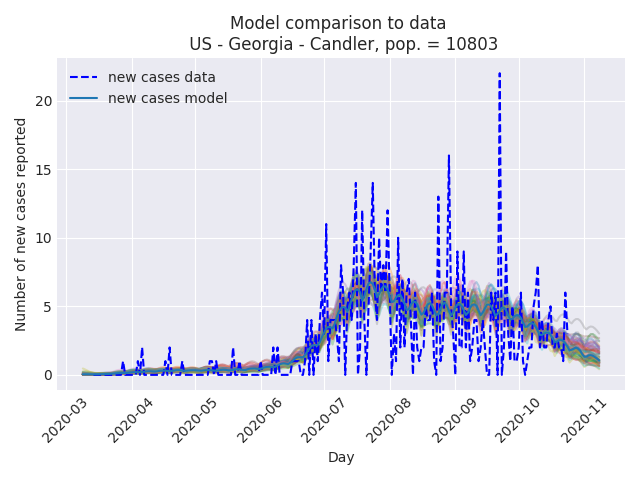 Model comparison to data
US - Georgia - Candler, pop. = 10803
new cases data
new cases model
Number of new cases reported
20
15
10
5
0
2020-03
2020-04
2020-05
2020-06
2020-07
2020-08
2020-09
2020-10
2020-11
Day